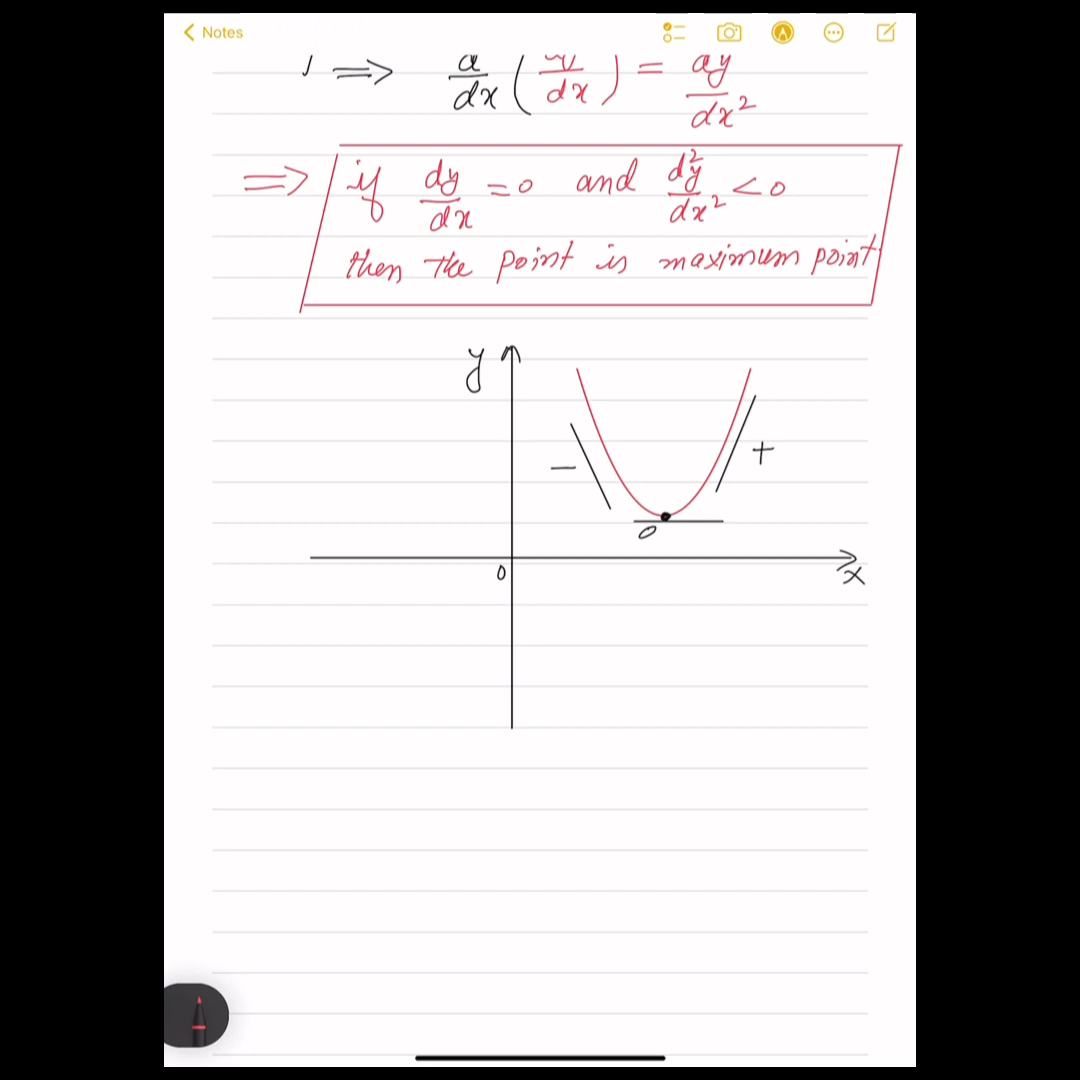 Notes
⇒ d/dx ( dy/dx ) = d²y/dx²
⇒ if dy/dx = 0 and d²y/dx² < 0
then the point is maximum point
y
− +
0
0
x